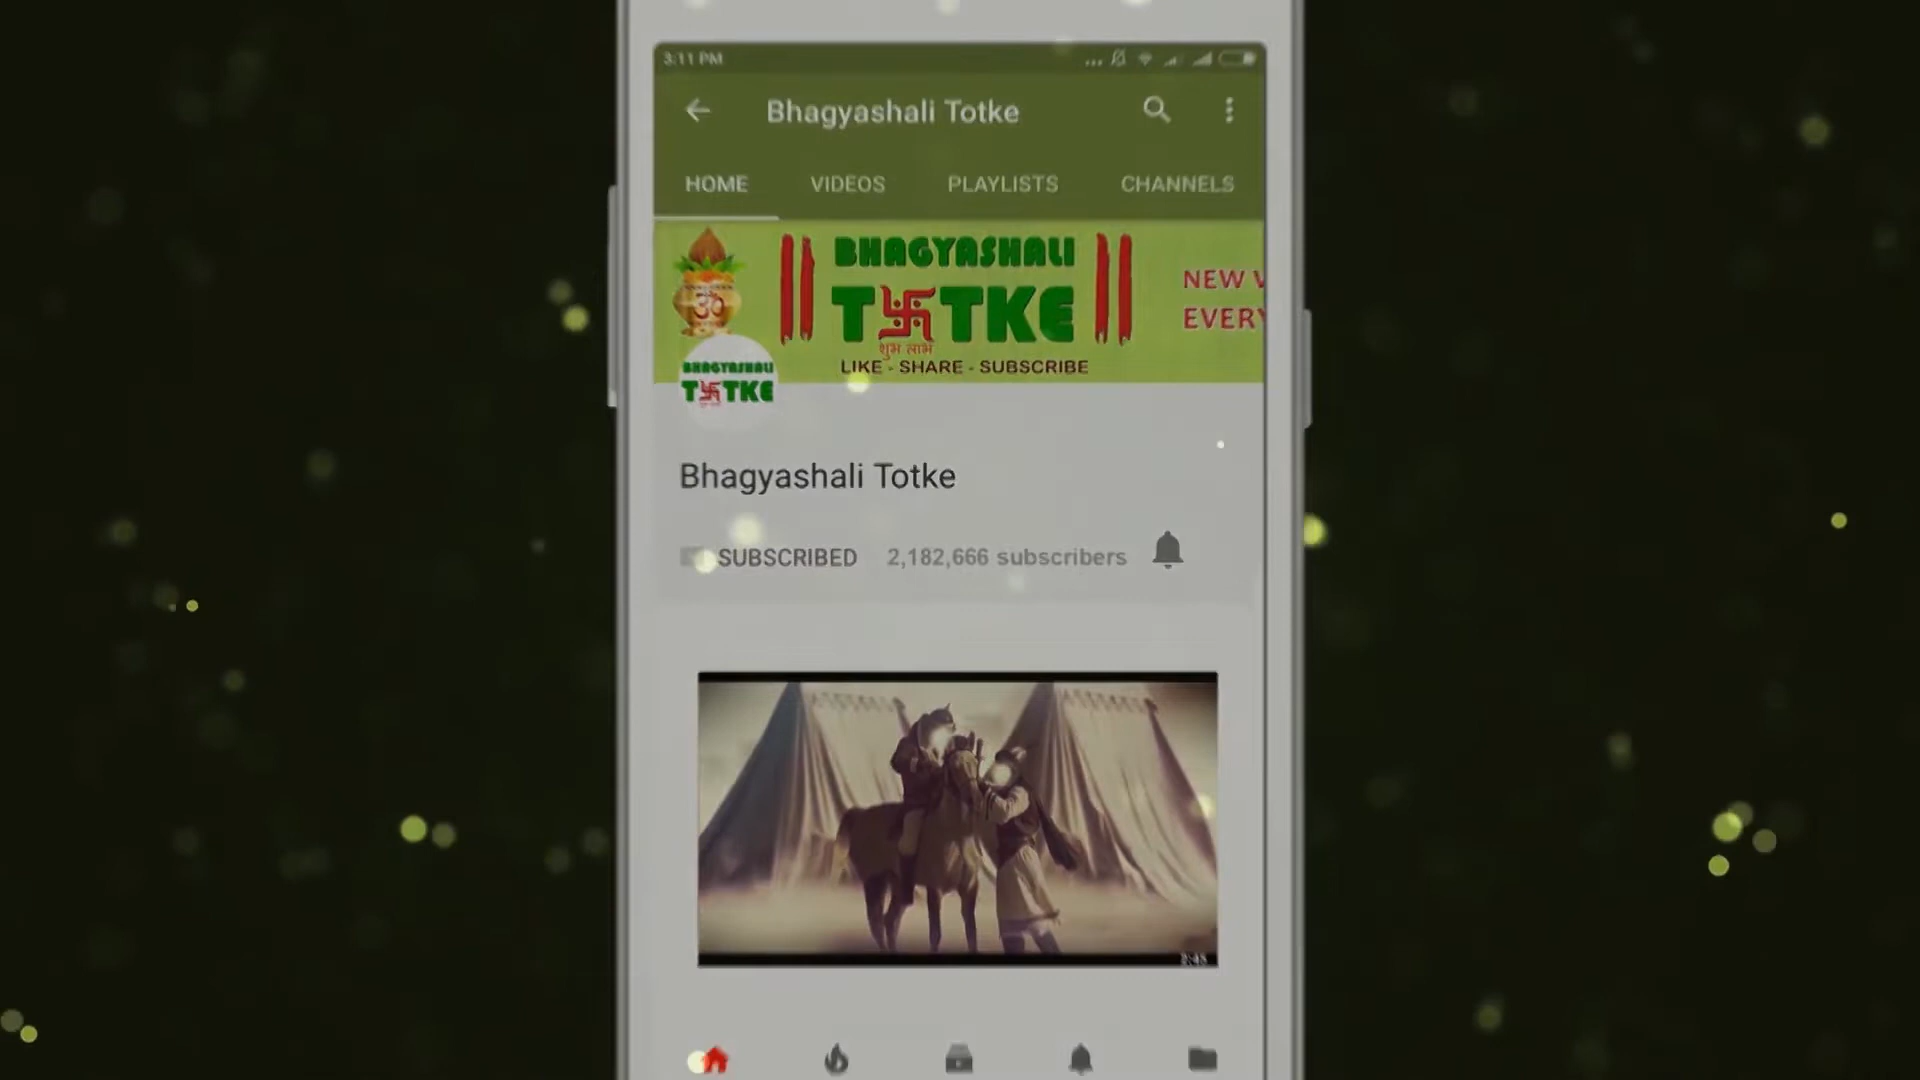 3:11 PM
Bhagyashali Totke
HOME VIDEOS PLAYLISTS CHANNELS
BHAGYASHALI
TOTKE
शुभ लाभ
LIKE - SHARE - SUBSCRIBE
NEW
EVERY
BHAGYASHALI
TOTKE
Bhagyashali Totke
SUBSCRIBED 2,182,666 subscribers